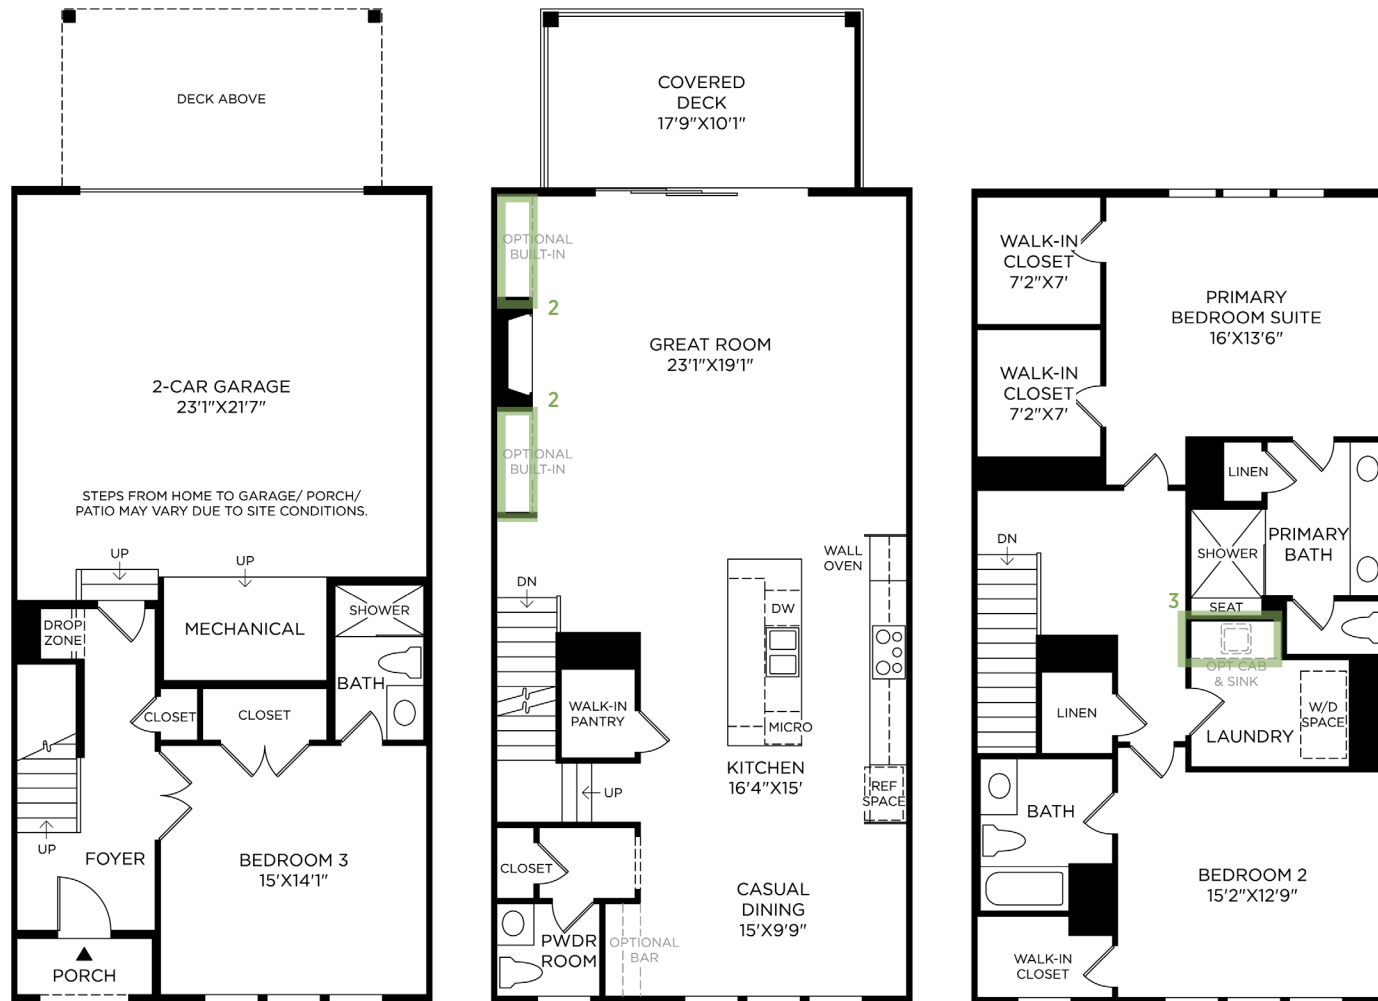 DECK ABOVE
2-CAR GARAGE
23'1"X21'7"
STEPS FROM HOME TO GARAGE/ PORCH/
PATIO MAY VARY DUE TO SITE CONDITIONS.
UP
UP
DROP
ZONE
MECHANICAL
SHOWER
BATH
CLOSET
CLOSET
UP
FOYER
BEDROOM 3
15'X14'1"
PORCH
COVERED
DECK
17'9"X10'1"
OPTIONAL
BUILT-IN
2
GREAT ROOM
23'1"X19'1"
2
OPTIONAL
BUILT-IN
WALL
OVEN
DN
DW
WALK-IN
PANTRY
MICRO
KITCHEN
16'4"X15'
REF
SPACE
UP
CLOSET
CASUAL
DINING
15'X9'9"
PWDR
ROOM
OPTIONAL
BAR
WALK-IN
CLOSET
7'2"X7'
PRIMARY
BEDROOM SUITE
16'X13'6"
WALK-IN
CLOSET
7'2"X7'
LINEN
DN
SHOWER
PRIMARY
BATH
SEAT
3
OPT CAB
& SINK
LINEN
W/D
SPACE
LAUNDRY
BATH
BEDROOM 2
15'2"X12'9"
WALK-IN
CLOSET